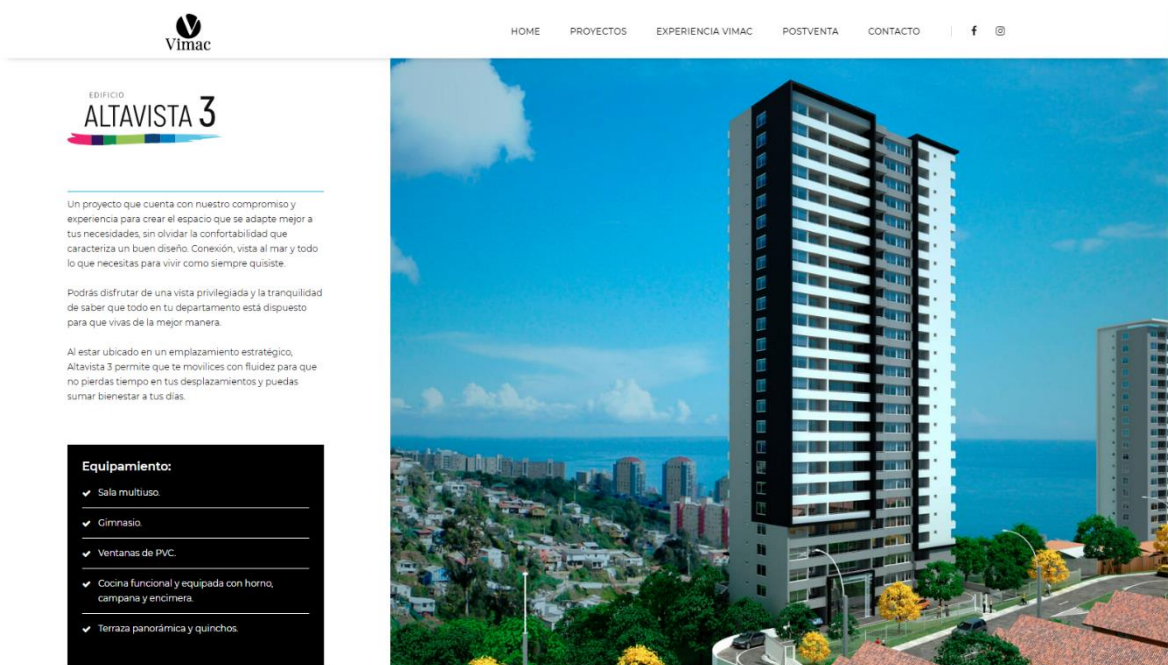 Vimac
HOME PROYECTOS EXPERIENCIA VIMAC POSTVENTA CONTACTO
EDIFICIO
ALTAVISTA 3
Un proyecto que cuenta con nuestro compromiso y
experiencia para crear el espacio que se adapte mejor a
tus necesidades, sin olvidar la confortabilidad que
caracteriza un buen diseño. Conexión, vista al mar y todo
lo que necesitas para vivir como siempre quisiste.
Podrás disfrutar de una vista privilegiada y la tranquilidad
de saber que todo en tu departamento está dispuesto
para que vivas de la mejor manera.
Al estar ubicado en un emplazamiento estratégico,
Altavista 3 permite que te movilices con fluidez para que
no pierdas tiempo en tus desplazamientos y puedas
sumar bienestar a tus días.
Equipamiento:
Sala multiuso.
Gimnasio.
Ventanas de PVC.
Cocina funcional y equipada con horno,
campana y encimera.
Terraza panorámica y quinchos.